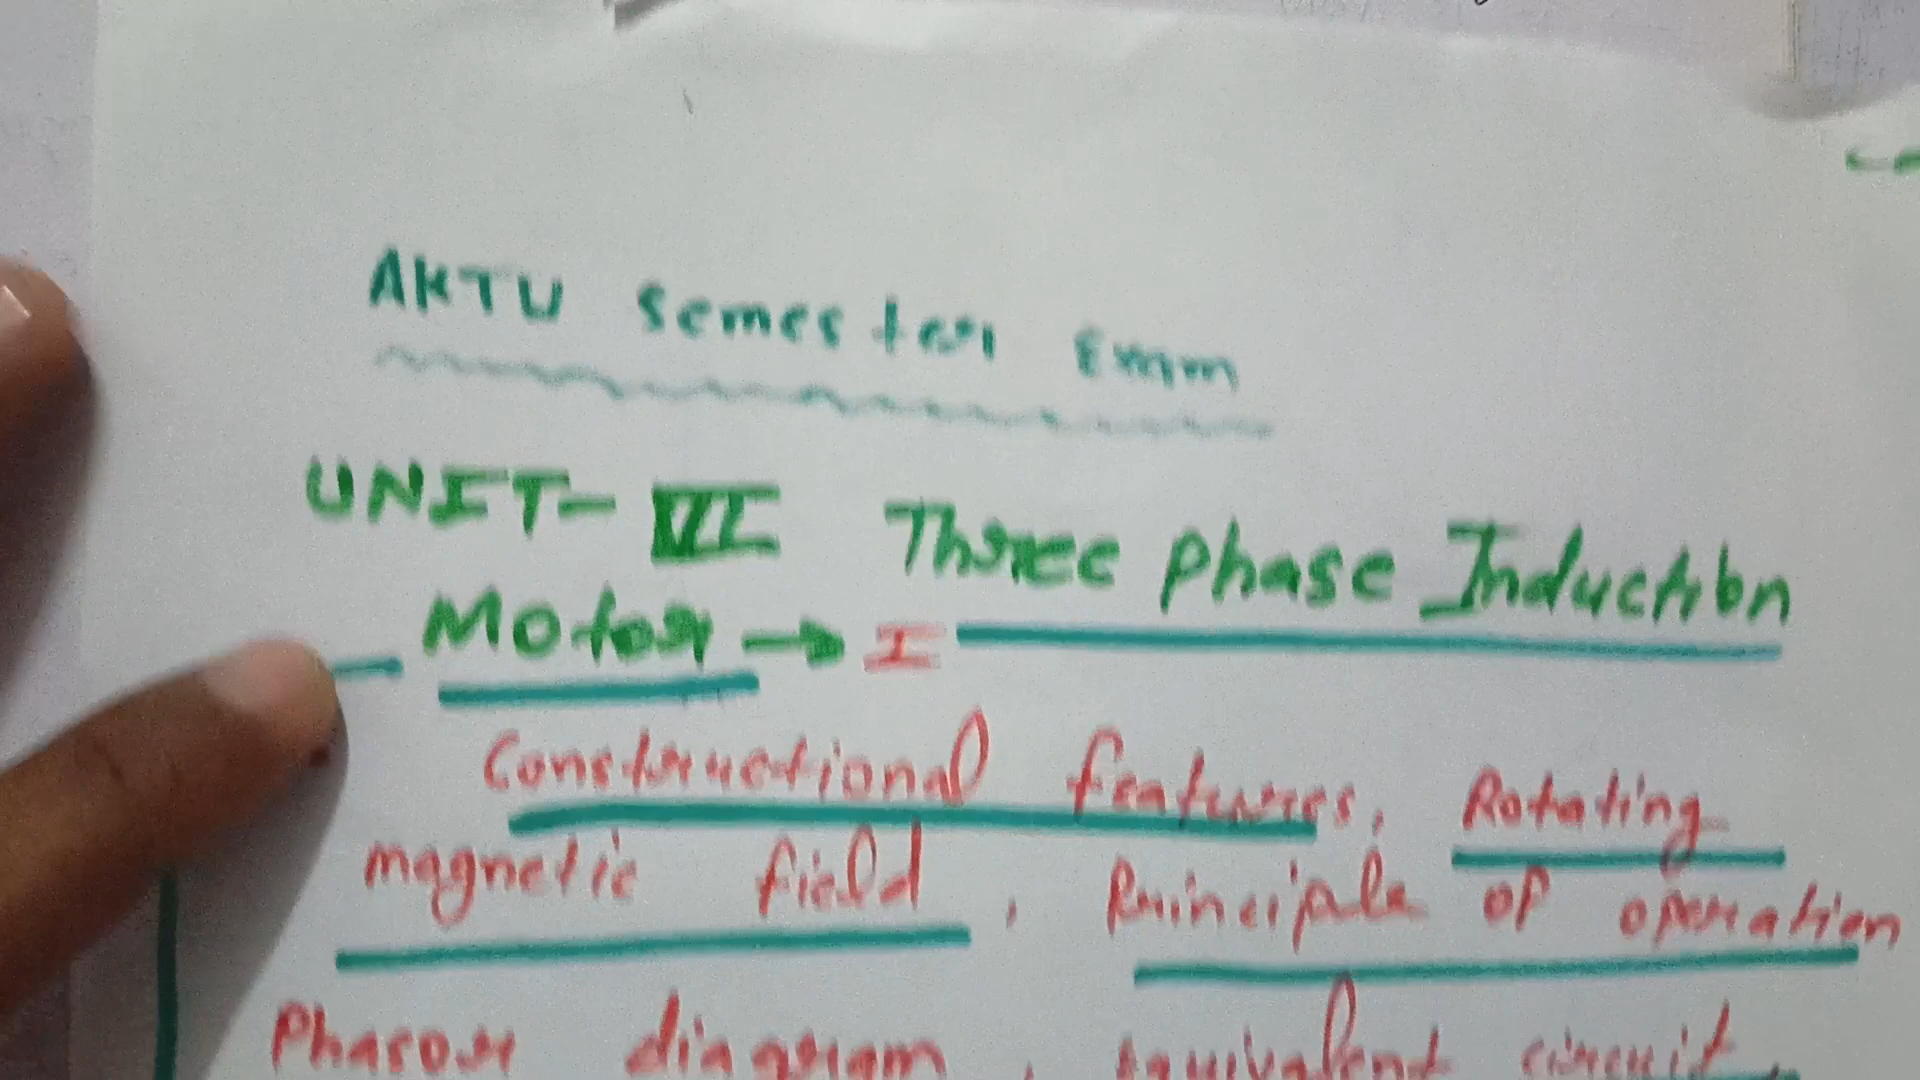 AKTU Semester Exam
UNIT- III Three phase Induction
Motor → I
Constructional features, Rotating
magnetic field, Principle of operation
Phasor diagram, Equivalent circuit,